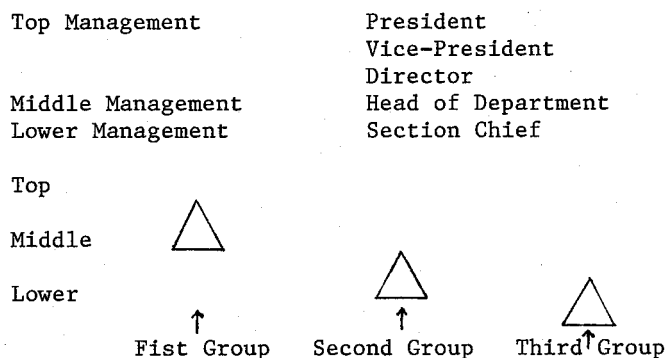 Top Management President
Vice-President
Director
Middle Management Head of Department
Lower Management Section Chief
Top
Middle
Lower
Fist Group Second Group Third Group